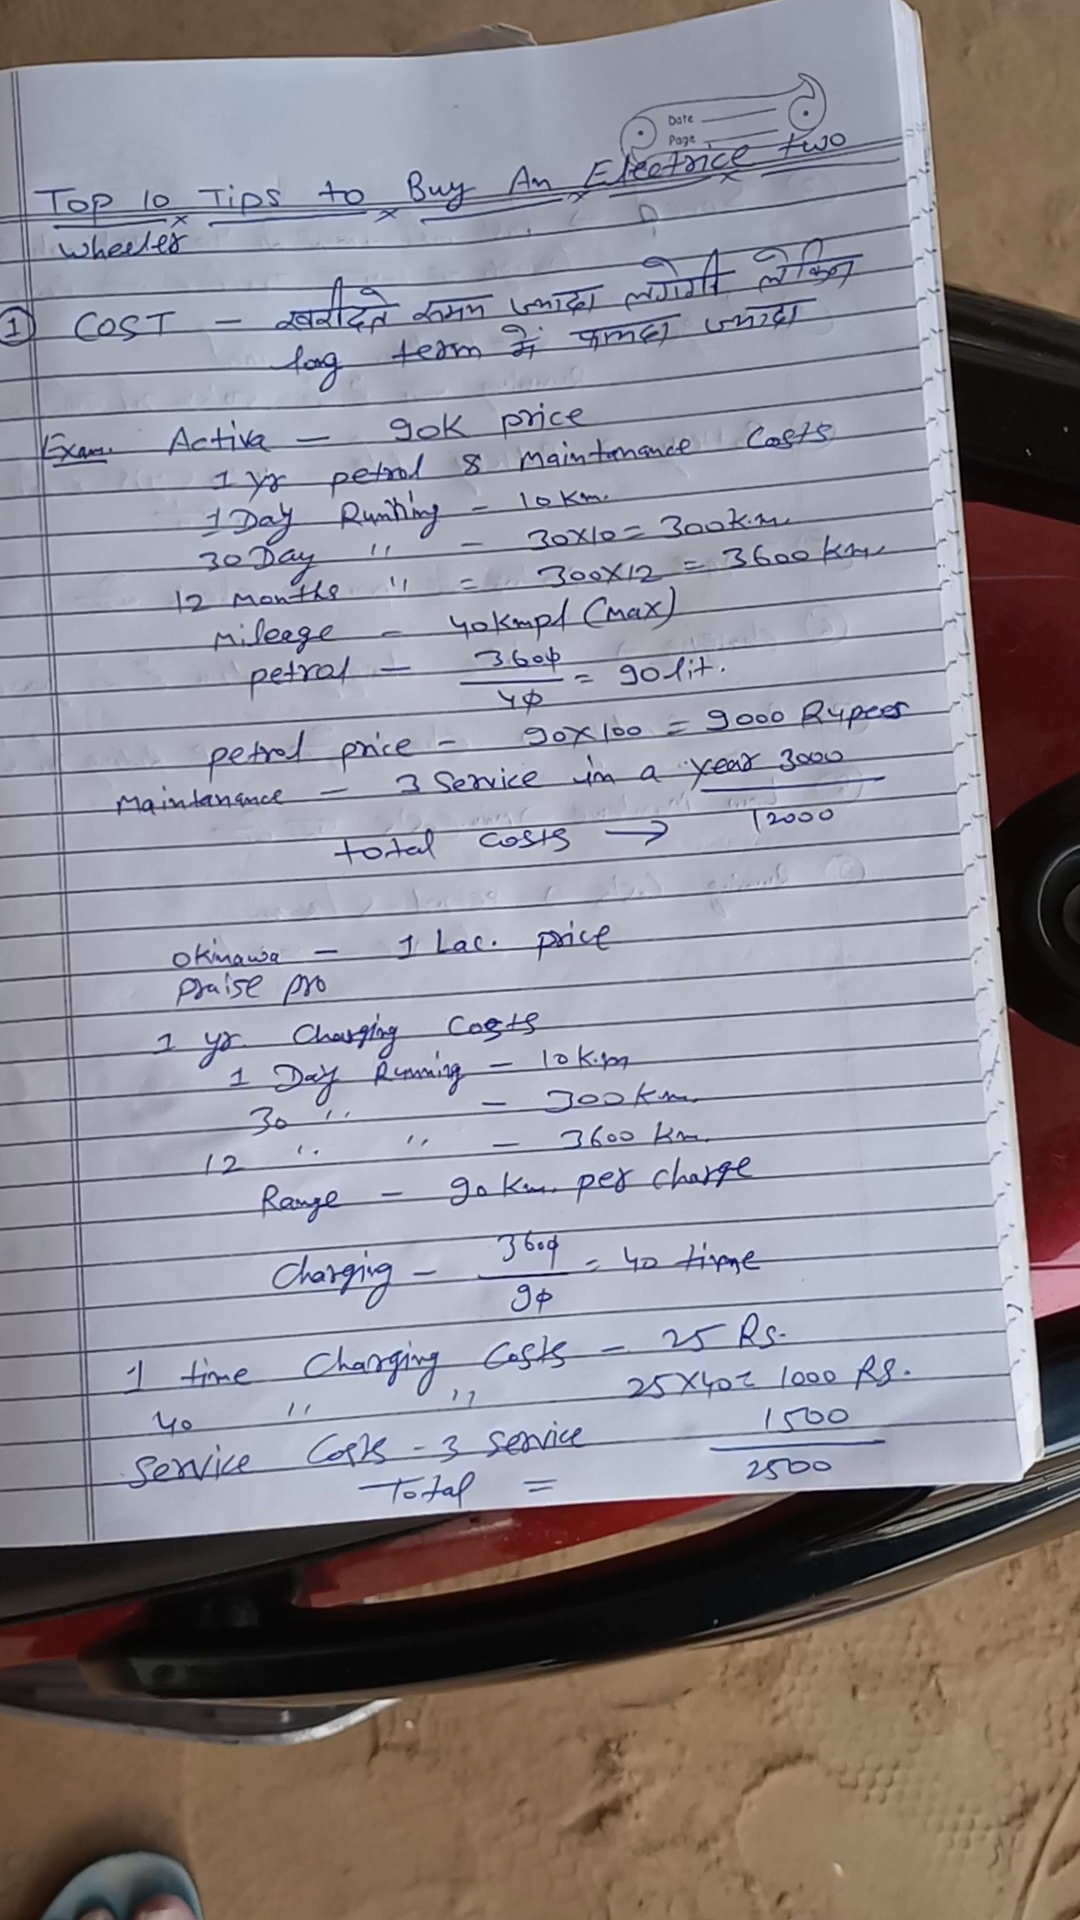 Date
Page
Top 10 Tips to Buy An Electrice two
wheeler
① COST - खरीदते समय ज्यादा लगेगी लेकिन
long term में फायदा ज्यादा
Exam. Activa - 90K price
1 yr petrol & Maintenance Costs
1 Day Running - 10 Km.
30 Day " - 30x10 = 300 K.m.
12 Months " = 300X12 = 3600 Km.
Mileage - 40 Kmpl (Max)
petrol - 3600/40 = 90 lit.
petrol price - 90x100 = 9000 Rupees
Maintanance - 3 Service in a year 3000
total costs → 12000
Okinawa - 1 Lac. price
Praise pro
1 yr. Charging Costs
1 Day Running - 10 K.m
30 " - 300 Km.
12 " " - 3600 Km.
Range - 90 Km. per charge
Charging - 3600/90 = 40 time
1 time Charging Costs - 25 Rs.
40 " " 25X40= 1000 RS.
Service Costs - 3 service 1500
Total = 2500